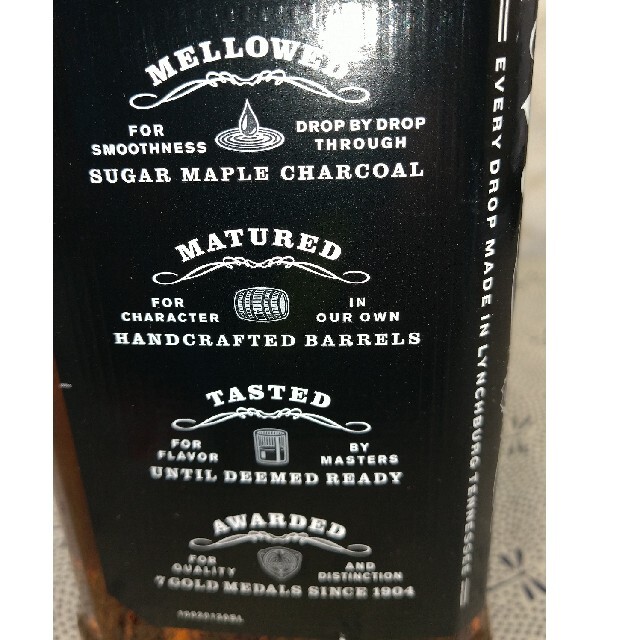 MELLOWED
FOR SMOOTHNESS
DROP BY DROP THROUGH
SUGAR MAPLE CHARCOAL
MATURED
FOR CHARACTER
IN OUR OWN
HANDCRAFTED BARRELS
TASTED
FOR FLAVOR
BY MASTERS
UNTIL DEEMED READY
AWARDED
FOR QUALITY
AND DISTINCTION
7 GOLD MEDALS SINCE 1904
EVERY DROP MADE IN LYNCHBURG TENNESSEE